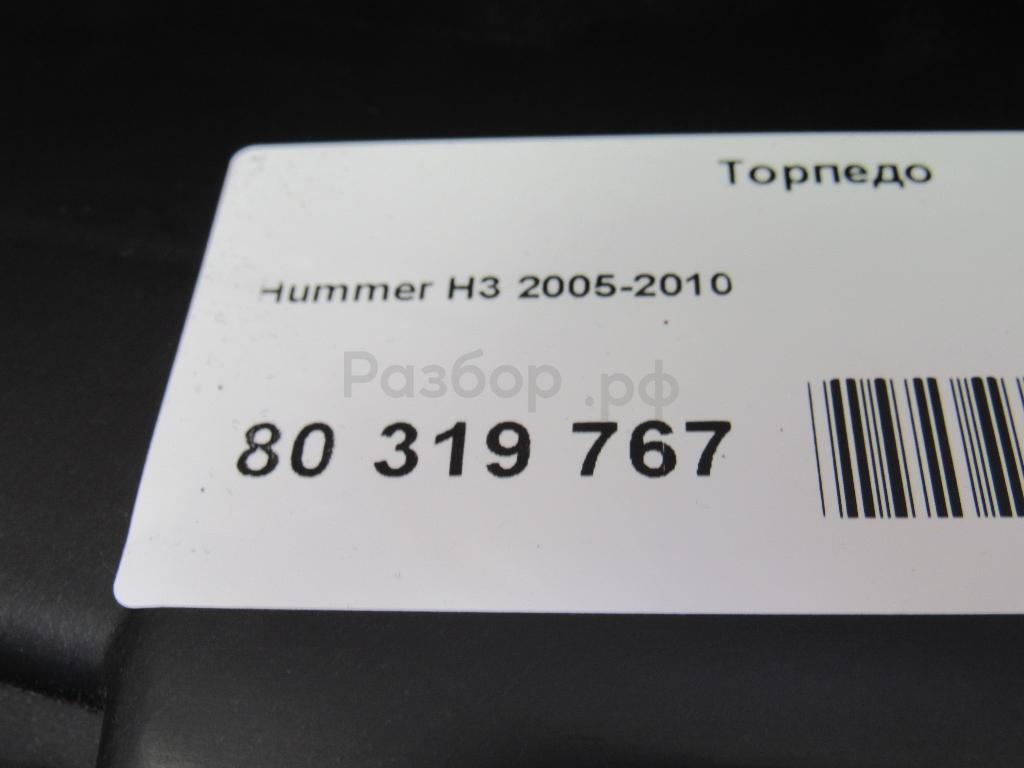 Торпедо
Hummer H3 2005-2010
Разбор.рф
80 319 767